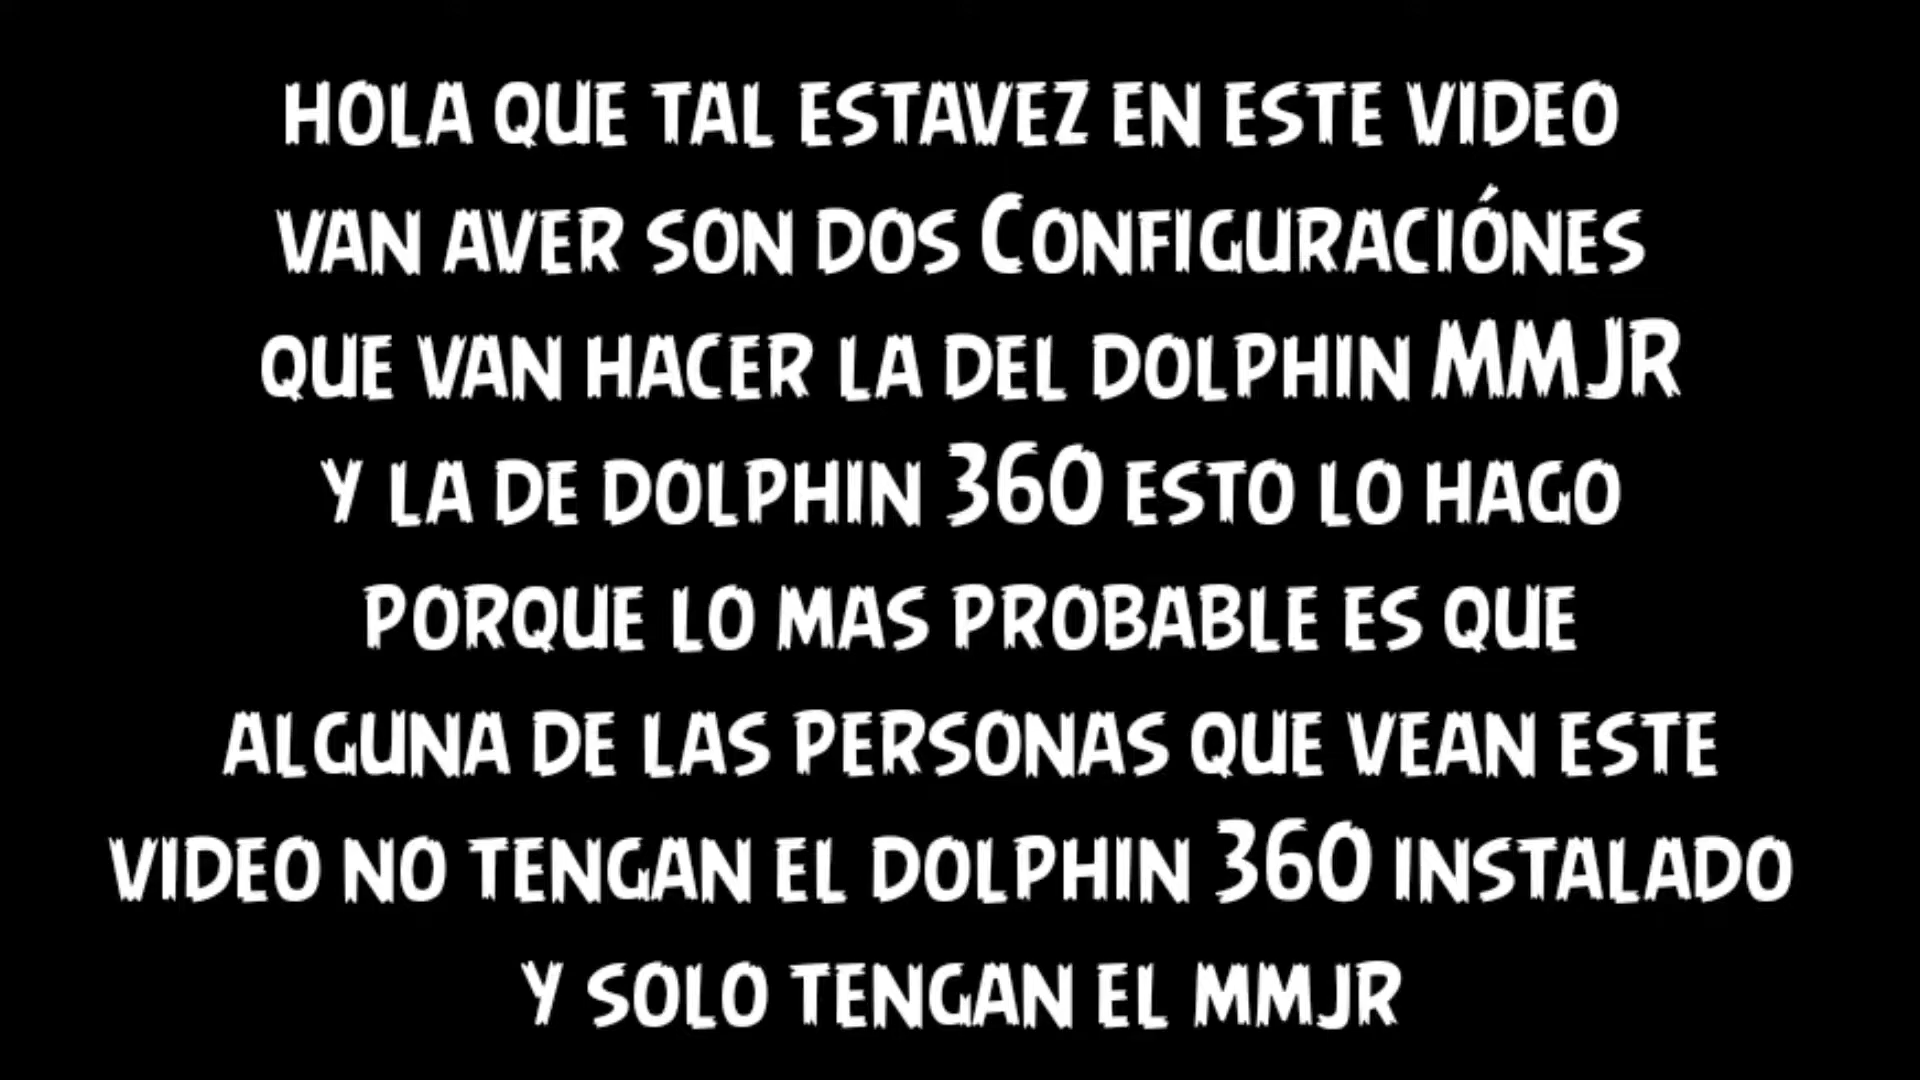 HOLA QUE TAL ESTAVEZ EN ESTE VIDEO
VAN AVER SON DOS CONFIGURACIÓNES
QUE VAN HACER LA DEL DOLPHIN MMJR
Y LA DE DOLPHIN 360 ESTO LO HAGO
PORQUE LO MAS PROBABLE ES QUE
ALGUNA DE LAS PERSONAS QUE VEAN ESTE
VIDEO NO TENGAN EL DOLPHIN 360 INSTALADO
Y SOLO TENGAN EL MMJR